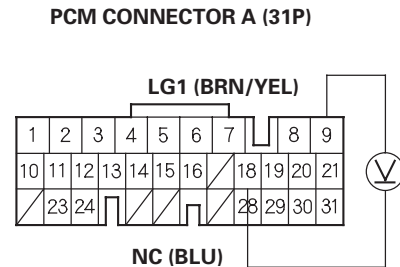 PCM CONNECTOR A (31P)
LG1 (BRN/YEL)
1 2 3 4 5 6 7 8 9
10 11 12 13 14 15 16 18 19 20 21
23 24 28 29 30 31
V
NC (BLU)